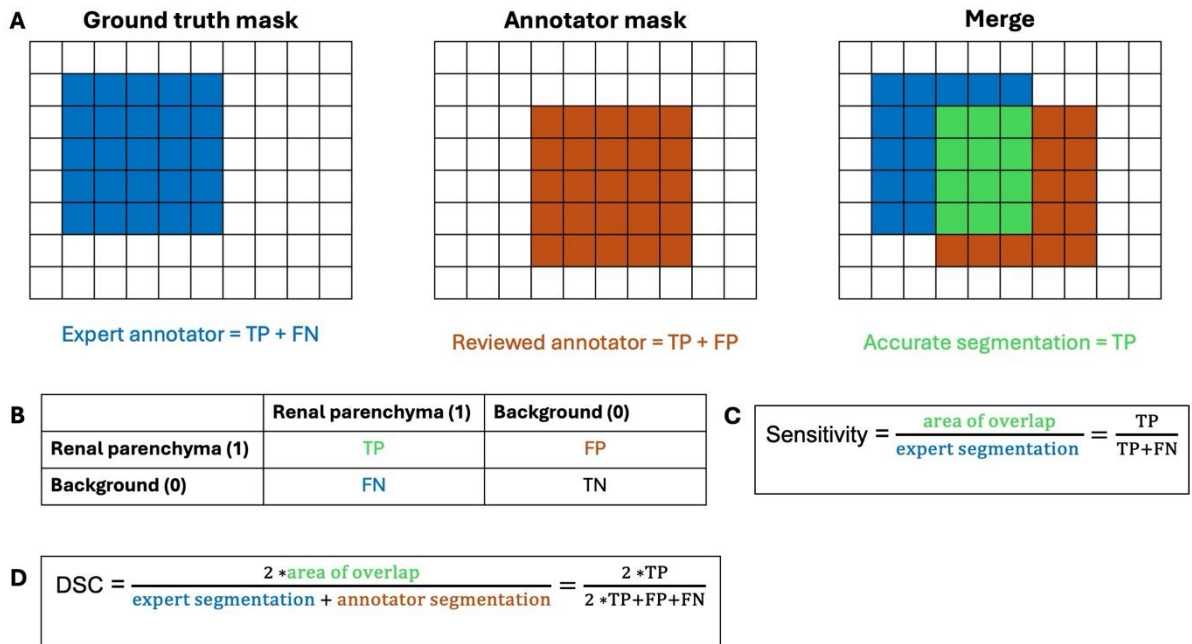 A
Ground truth mask
Annotator mask
Merge
Expert annotator = TP + FN
Reviewed annotator = TP + FP
Accurate segmentation = TP
B
Renal parenchyma (1) Background (0)
Renal parenchyma (1) TP FP
Background (0) FN TN
C
Sensitivity = area of overlap / expert segmentation = TP / TP+FN
D
DSC = 2 *area of overlap / expert segmentation + annotator segmentation = 2 *TP / 2 *TP+FP+FN